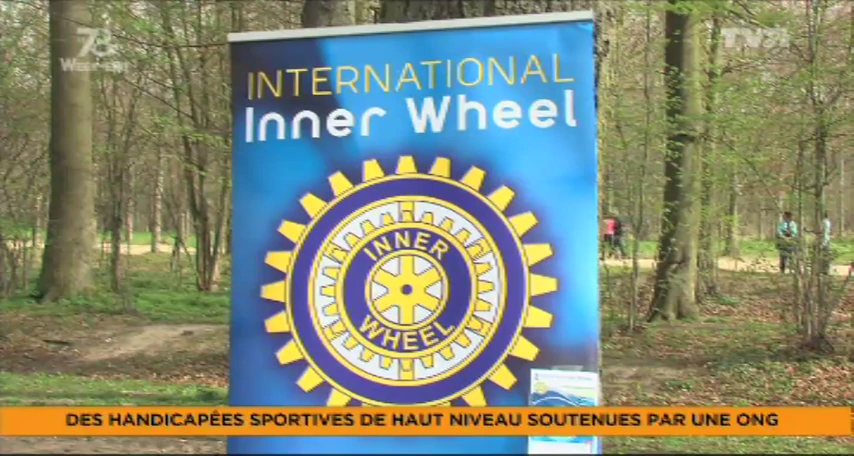 78
INTERNATIONAL
Inner Wheel
INNER
WHEEL
DES HANDICAPÉES SPORTIVES DE HAUT NIVEAU SOUTENUES PAR UNE ONG